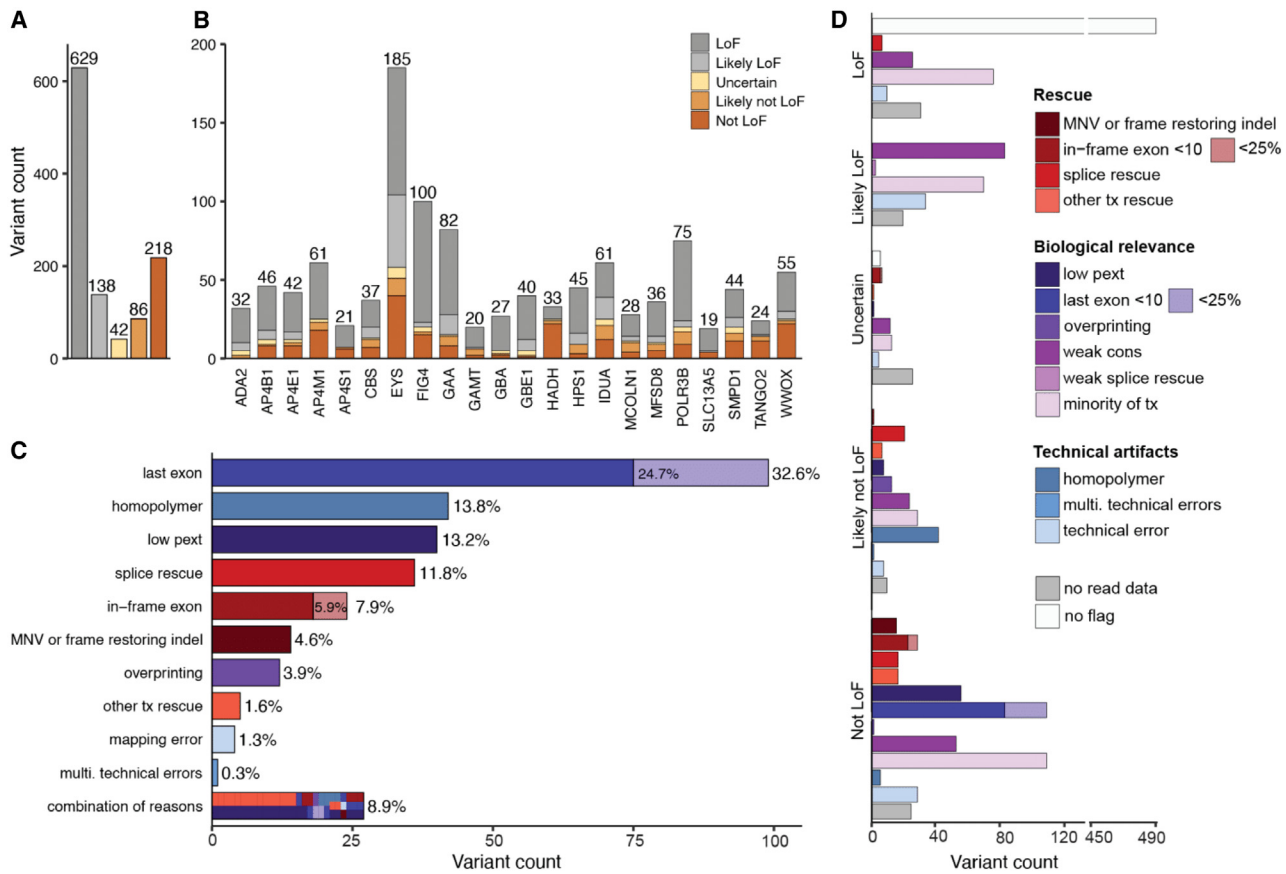 A
Variant count
600
400
200
0
629
138
42
86
218
B
200
150
100
50
0
LoF
Likely LoF
Uncertain
Likely not LoF
Not LoF
32
46
42
61
21
37
185
100
82
20
27
40
33
45
61
28
36
75
19
44
24
55
ADA2
AP4B1
AP4E1
AP4M1
AP4S1
CBS
EYS
FIG4
GAA
GAMT
GBA
GBE1
HADH
HPS1
IDUA
MCOLN1
MFSD8
POLR3B
SLC13A5
SMPD1
TANGO2
WWOX
C
last exon 24.7% 32.6%
homopolymer 13.8%
low pext 13.2%
splice rescue 11.8%
in-frame exon 5.9% 7.9%
MNV or frame restoring indel 4.6%
overprinting 3.9%
other tx rescue 1.6%
mapping error 1.3%
multi. technical errors 0.3%
combination of reasons 8.9%
0 25 50 75 100
Variant count
D
LoF
Likely LoF
Uncertain
Likely not LoF
Not LoF
0 40 80 120 450 490
Variant count
Rescue
MNV or frame restoring indel
in-frame exon <10 <25%
splice rescue
other tx rescue
Biological relevance
low pext
last exon <10 <25%
overprinting
weak cons
weak splice rescue
minority of tx
Technical artifacts
homopolymer
multi. technical errors
technical error
no read data
no flag